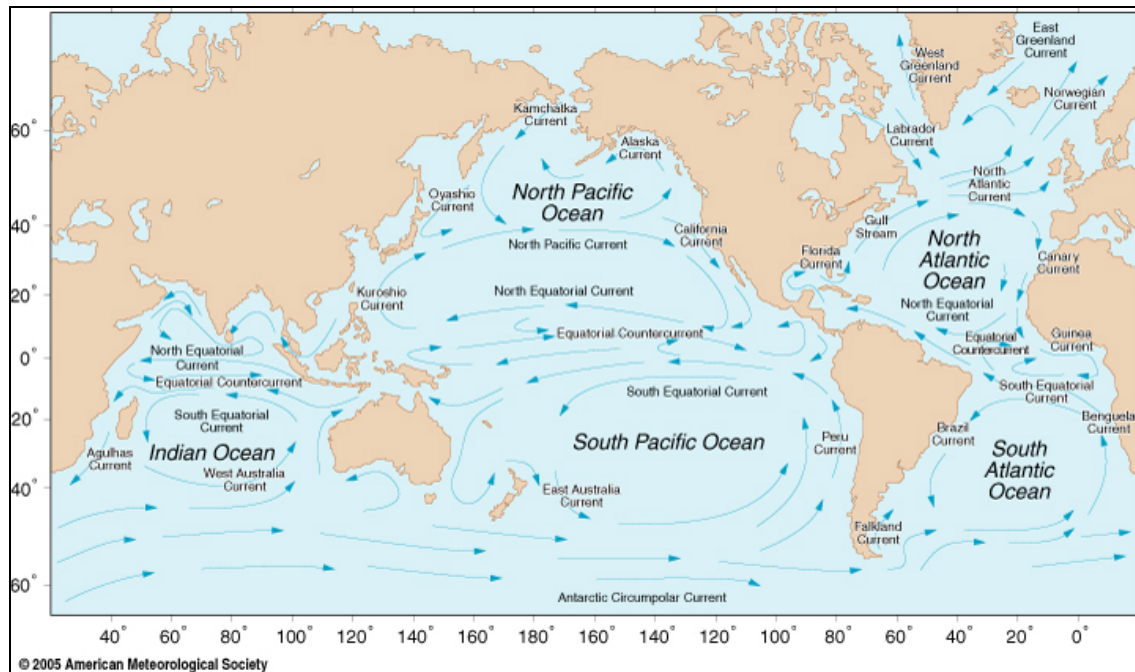 East
Greenland
Current
West
Greenland
Current
Norwegian
Current
Kamchatka
Current
60°
Labrador
Current
Alaska
Current
North
Atlantic
Current
North Pacific
Ocean
Oyashio
Current
40°
Gulf
Stream
California
Current
North Pacific Current
North
Atlantic
Ocean
Florida
Current
Canary
Current
20°
Kuroshio
Current
North Equatorial Current
North Equatorial
Current
Equatorial Countercurrent
Guinea
Current
Equatorial
Countercurrent
0°
North Equatorial
Current
Equatorial Countercurrent
South Equatorial Current
South Equatorial
Current
20°
South Equatorial
Current
Benguela
Current
Brazil
Current
Peru
Current
South Pacific Ocean
Indian Ocean
Agulhas
Current
South
Atlantic
Ocean
West Australia
Current
40°
East Australia
Current
Falkland
Current
60°
Antarctic Circumpolar Current
40° 60° 80° 100° 120° 140° 160° 180° 160° 140° 120° 100° 80° 60° 40° 20° 0°
© 2005 American Meteorological Society